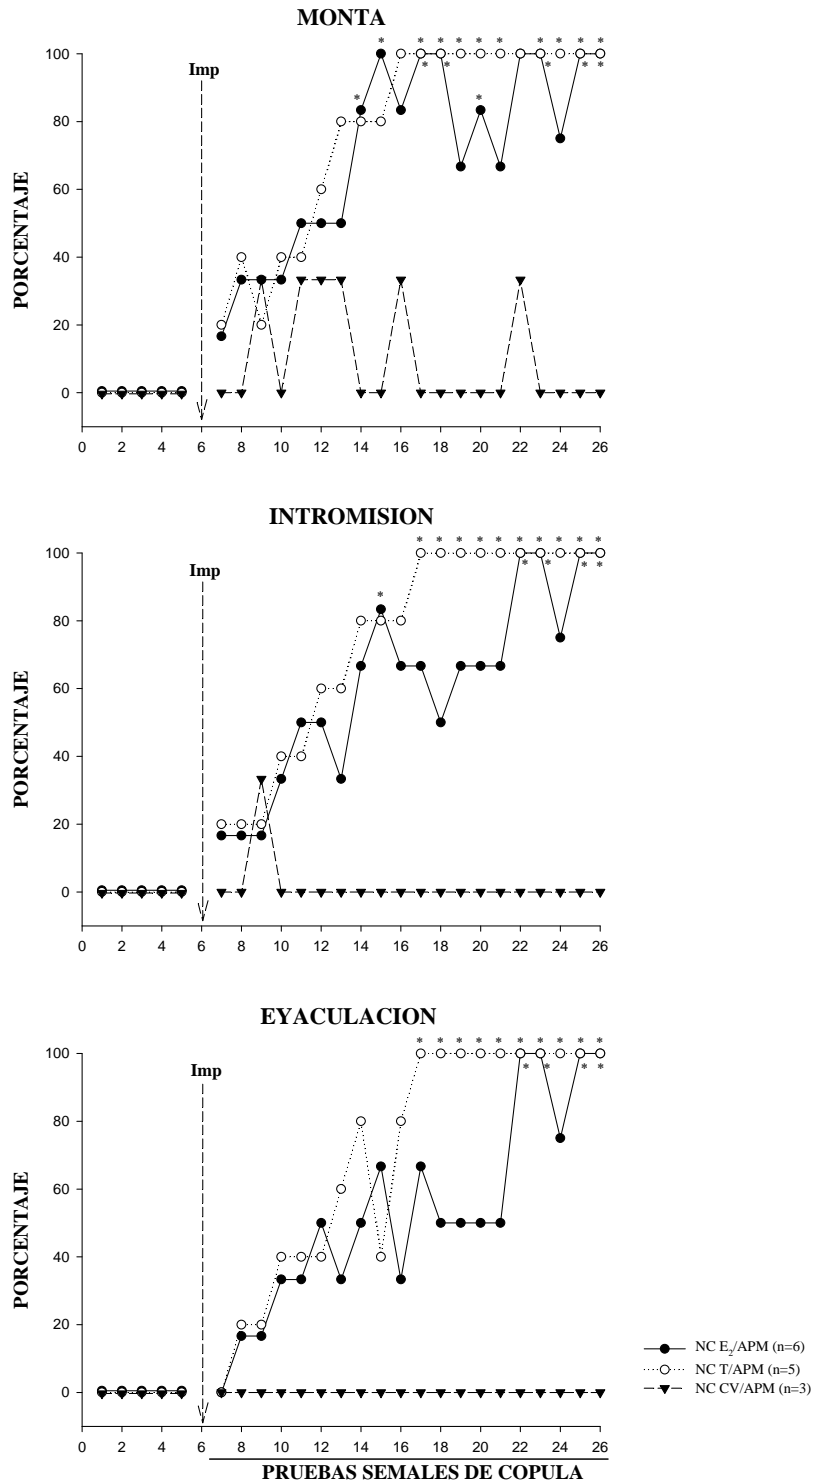 MONTA
* * * * * * * * * * *
100
Imp
* * * * *
*
*
80
60
40
20
0
PORCENTAJE
0 2 4 6 8 10 12 14 16 18 20 22 24 26
INTROMISION
* * * * * * * * * *
100
Imp
* * * *
*
80
60
40
20
0
PORCENTAJE
0 2 4 6 8 10 12 14 16 18 20 22 24 26
EYACULACION
* * * * * * * * * *
100
Imp
* * * *
80
60
40
20
0
PORCENTAJE
NC E₂/APM (n=6)
NC T/APM (n=5)
NC CV/APM (n=3)
0 2 4 6 8 10 12 14 16 18 20 22 24 26
PRUEBAS SEMALES DE COPULA